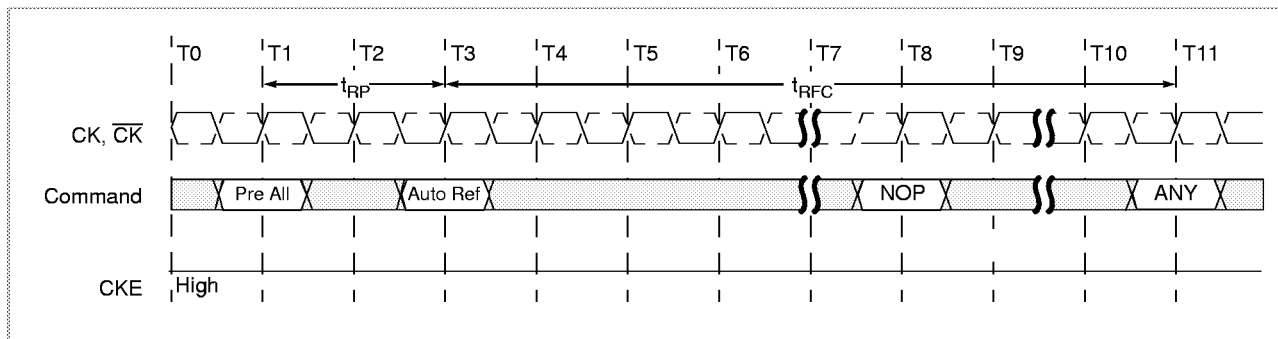 T0 T1 T2 T3 T4 T5 T6 T7 T8 T9 T10 T11
tRP tRFC
CK, C̅K̅
Command Pre All Auto Ref NOP ANY
CKE High